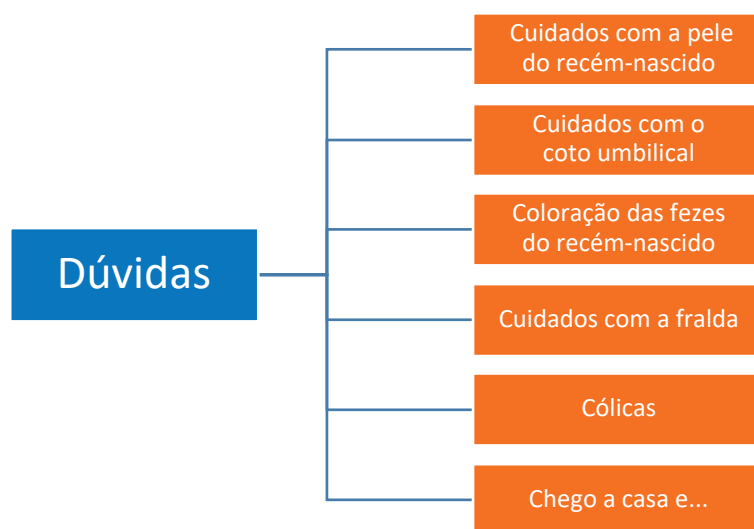 Dúvidas
Cuidados com a pele
do recém-nascido
Cuidados com o
coto umbilical
Coloração das fezes
do recém-nascido
Cuidados com a fralda
Cólicas
Chego a casa e...